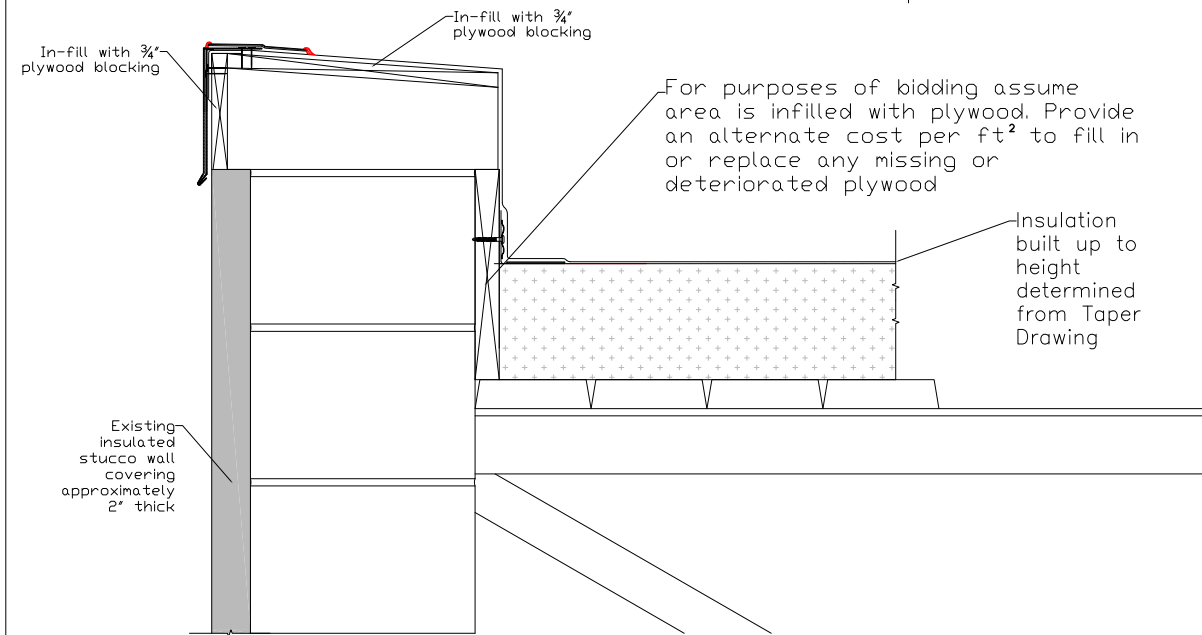 In-fill with ¾"
plywood blocking
In-fill with ¾"
plywood blocking
For purposes of bidding assume
area is infilled with plywood. Provide
an alternate cost per ft² to fill in
or replace any missing or
deteriorated plywood
Insulation
built up to
height
determined
from Taper
Drawing
Existing
insulated
stucco wall
covering
approximately
2" thick